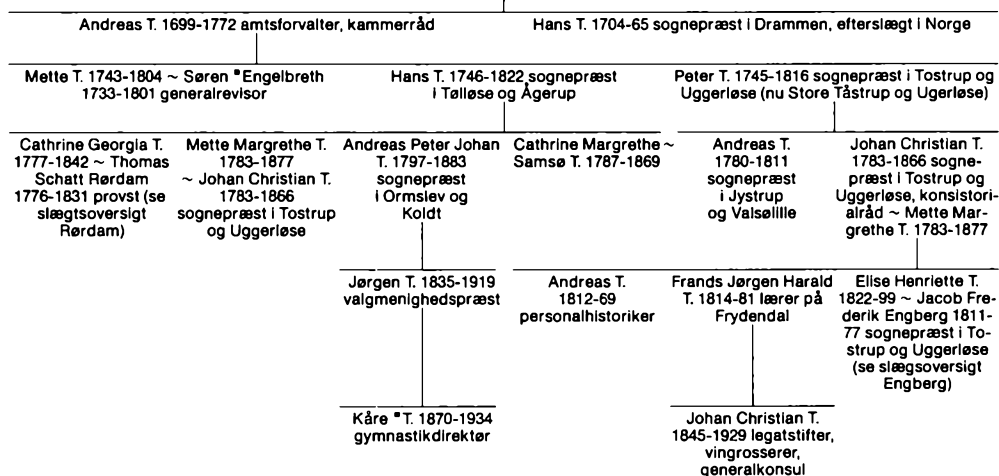 Andreas T. 1699-1772 amtsforvalter, kammerråd
Hans T. 1704-65 sognepræst i Drammen, efterslægt i Norge
Mette T. 1743-1804 ~ Søren *Engelbreth
1733-1801 generalrevisor
Hans T. 1746-1822 sognepræst
i Tølløse og Ågerup
Peter T. 1745-1816 sognepræst i Tostrup og
Uggerløse (nu Store Tåstrup og Ugerløse)
Cathrine Georgia T.
1777-1842 ~ Thomas
Schatt Rørdam
1776-1831 provst (se
slægtsoversigt
Rørdam)
Mette Margrethe T.
1783-1877
~ Johan Christian T.
1783-1866
sognepræst i Tostrup
og Uggerløse
Andreas Peter Johan
T. 1797-1883
sognepræst
i Ormslev og
Koldt
Cathrine Margrethe ~
Samsø T. 1787-1869
Andreas T.
1780-1811
sognepræst
i Jystrup
og Valsølille
Johan Christian T.
1783-1866 sogne-
præst i Tostrup og
Uggerløse, konsistori-
alråd ~ Mette Mar-
grethe T. 1783-1877
Jørgen T. 1835-1919
valgmenighedspræst
Andreas T.
1812-69
personalhistoriker
Frands Jørgen Harald
T. 1814-81 lærer på
Frydendal
Elise Henriette T.
1822-99 ~ Jacob Fre-
derik Engberg 1811-
77 sognepræst i To-
strup og Uggerløse
(se slægsoversigt
Engberg)
Kåre *T. 1870-1934
gymnastikdirektør
Johan Christian T.
1845-1929 legatstifter,
vingrosserer,
generalkonsul